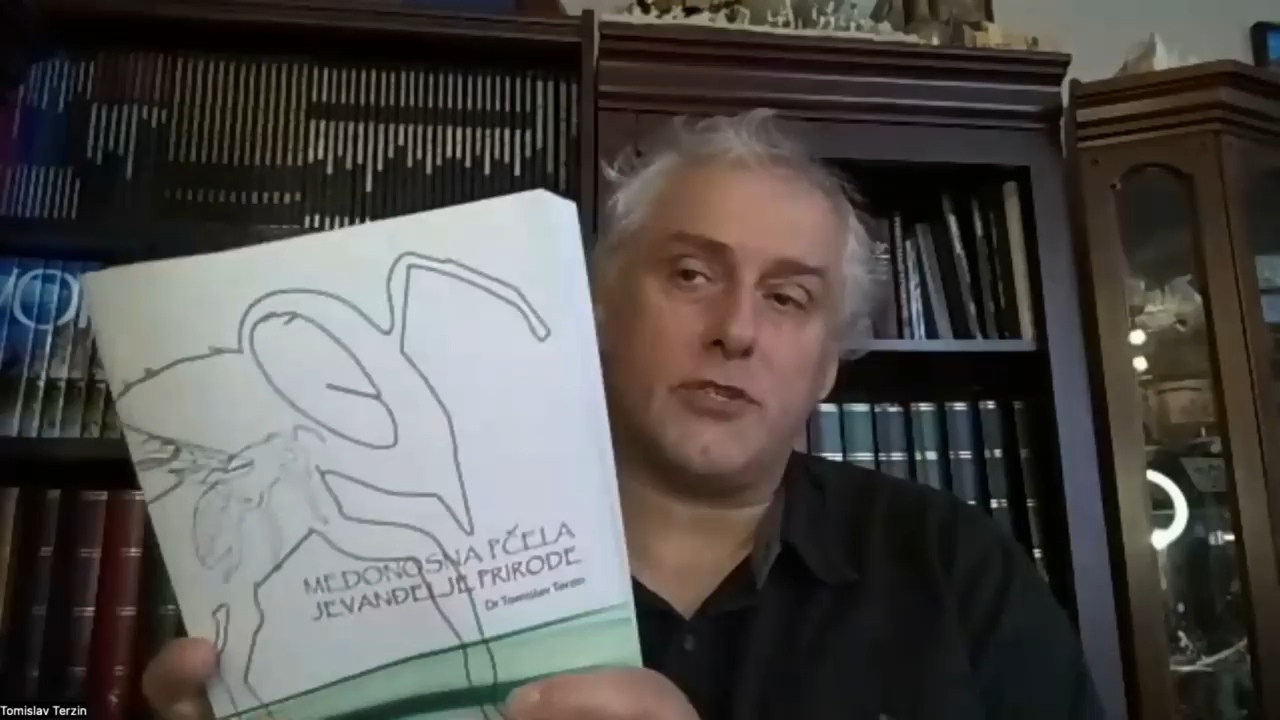 MEDONOSNA PČELA
JEVANĐELJE PRIRODE
Dr Tomislav Terzin
Tomislav Terzin